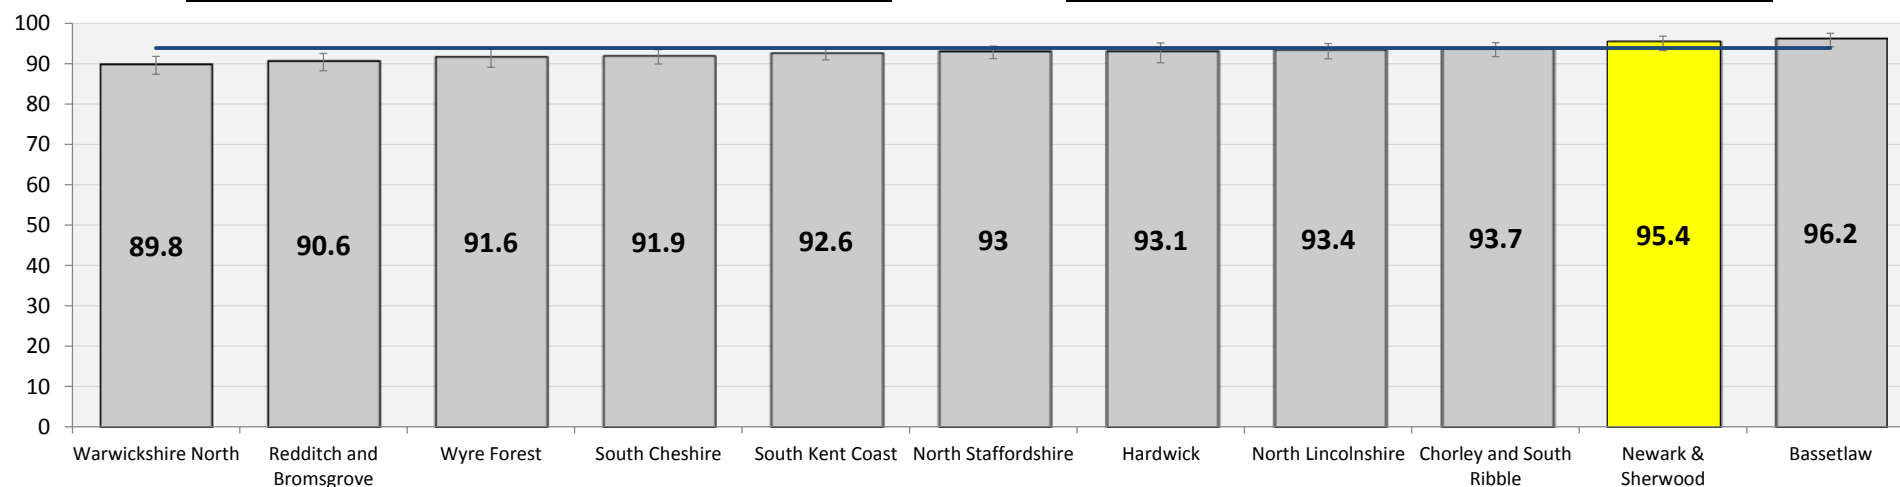 100
90
80
70
60
50
40
30
20
10
0
89.8
90.6
91.6
91.9
92.6
93
93.1
93.4
93.7
95.4
96.2
Warwickshire North
Redditch and
Bromsgrove
Wyre Forest
South Cheshire
South Kent Coast
North Staffordshire
Hardwick
North Lincolnshire
Chorley and South
Ribble
Newark &
Sherwood
Bassetlaw